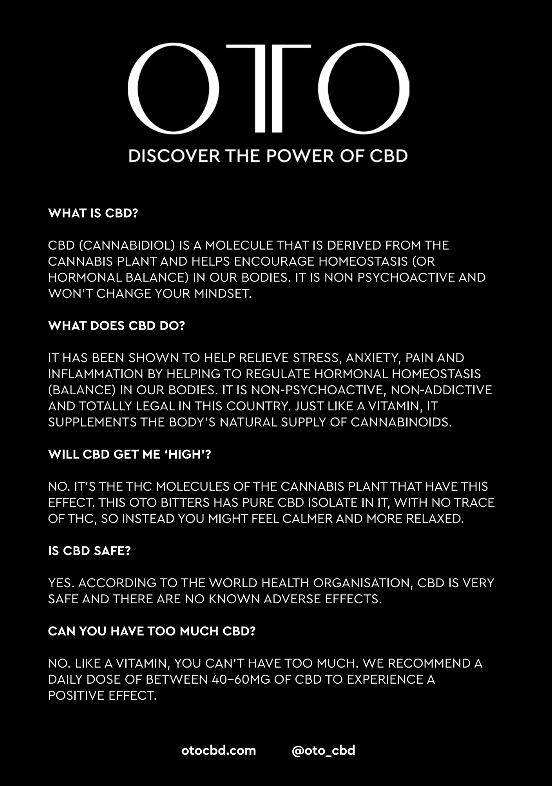 OTO
DISCOVER THE POWER OF CBD
WHAT IS CBD?
CBD (CANNABIDIOL) IS A MOLECULE THAT IS DERIVED FROM THE
CANNABIS PLANT AND HELPS ENCOURAGE HOMEOSTASIS (OR
HORMONAL BALANCE) IN OUR BODIES. IT IS NON PSYCHOACTIVE AND
WON'T CHANGE YOUR MINDSET.
WHAT DOES CBD DO?
IT HAS BEEN SHOWN TO HELP RELIEVE STRESS, ANXIETY, PAIN AND
INFLAMMATION BY HELPING TO REGULATE HORMONAL HOMEOSTASIS
(BALANCE) IN OUR BODIES. IT IS NON-PSYCHOACTIVE, NON-ADDICTIVE
AND TOTALLY LEGAL IN THIS COUNTRY. JUST LIKE A VITAMIN, IT
SUPPLEMENTS THE BODY'S NATURAL SUPPLY OF CANNABINOIDS.
WILL CBD GET ME ‘HIGH’?
NO. IT'S THE THC MOLECULES OF THE CANNABIS PLANT THAT HAVE THIS
EFFECT. THIS OTO BITTERS HAS PURE CBD ISOLATE IN IT, WITH NO TRACE
OF THC, SO INSTEAD YOU MIGHT FEEL CALMER AND MORE RELAXED.
IS CBD SAFE?
YES. ACCORDING TO THE WORLD HEALTH ORGANISATION, CBD IS VERY
SAFE AND THERE ARE NO KNOWN ADVERSE EFFECTS.
CAN YOU HAVE TOO MUCH CBD?
NO. LIKE A VITAMIN, YOU CAN'T HAVE TOO MUCH. WE RECOMMEND A
DAILY DOSE OF BETWEEN 40–60MG OF CBD TO EXPERIENCE A
POSITIVE EFFECT.
otocbd.com @oto_cbd